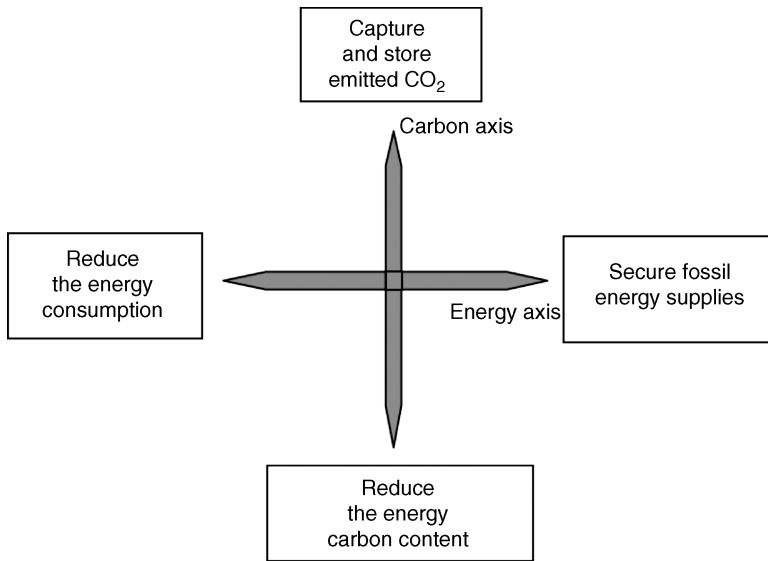 Capture
and store
emitted CO₂
Carbon axis
Reduce
the energy
consumption
Secure fossil
energy supplies
Energy axis
Reduce
the energy
carbon content